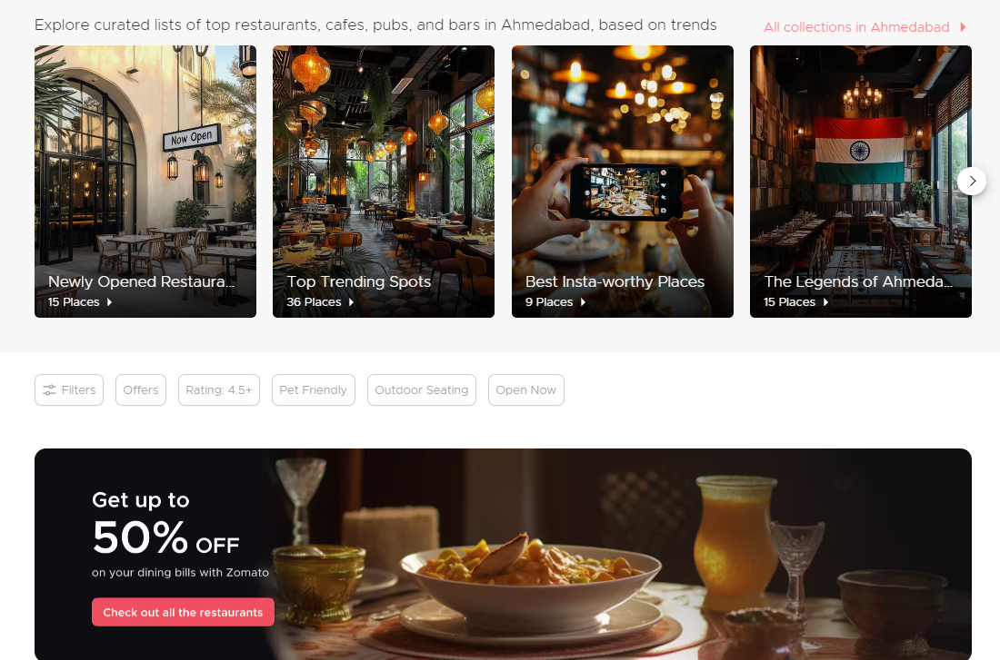 Explore curated lists of top restaurants, cafes, pubs, and bars in Ahmedabad, based on trends
All collections in Ahmedabad
Now Open
Newly Opened Restaura...
15 Places
Top Trending Spots
36 Places
Best Insta-worthy Places
9 Places
The Legends of Ahmeda...
15 Places
Filters
Offers
Rating: 4.5+
Pet Friendly
Outdoor Seating
Open Now
Get up to
50% OFF
on your dining bills with Zomato
Check out all the restaurants